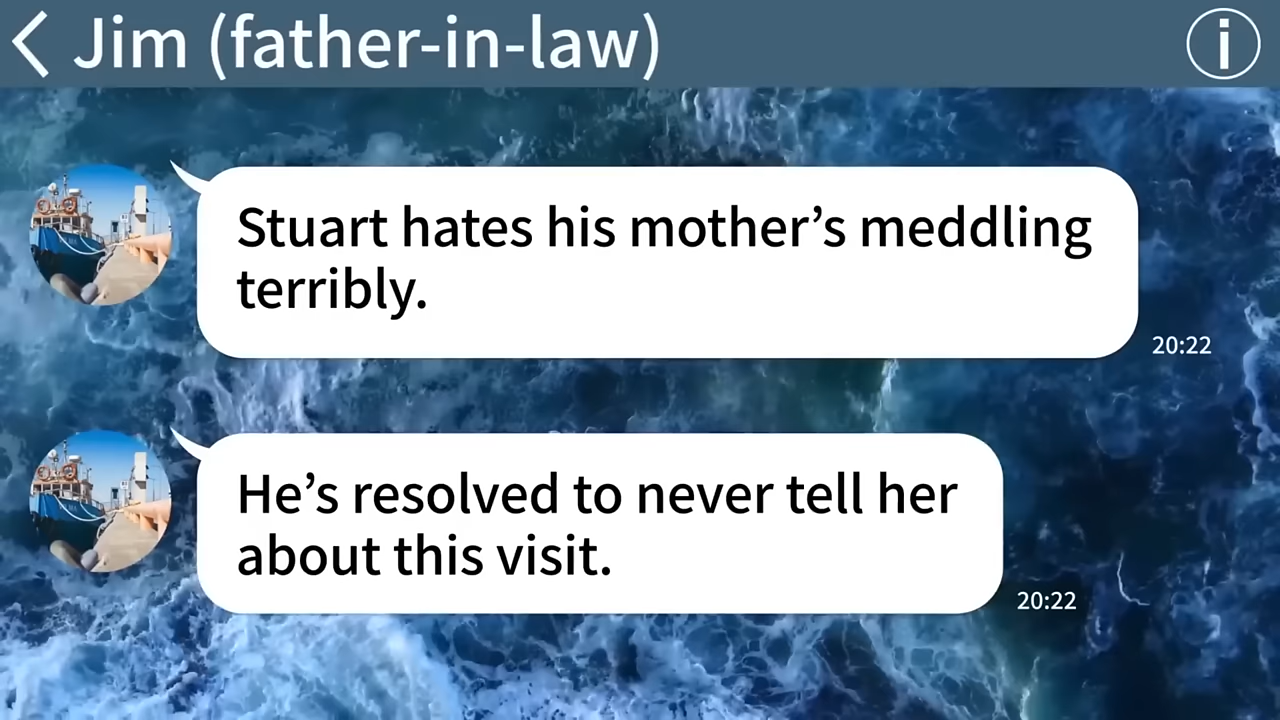 Jim (father-in-law)
Stuart hates his mother’s meddling
terribly.
20:22
He’s resolved to never tell her
about this visit.
20:22